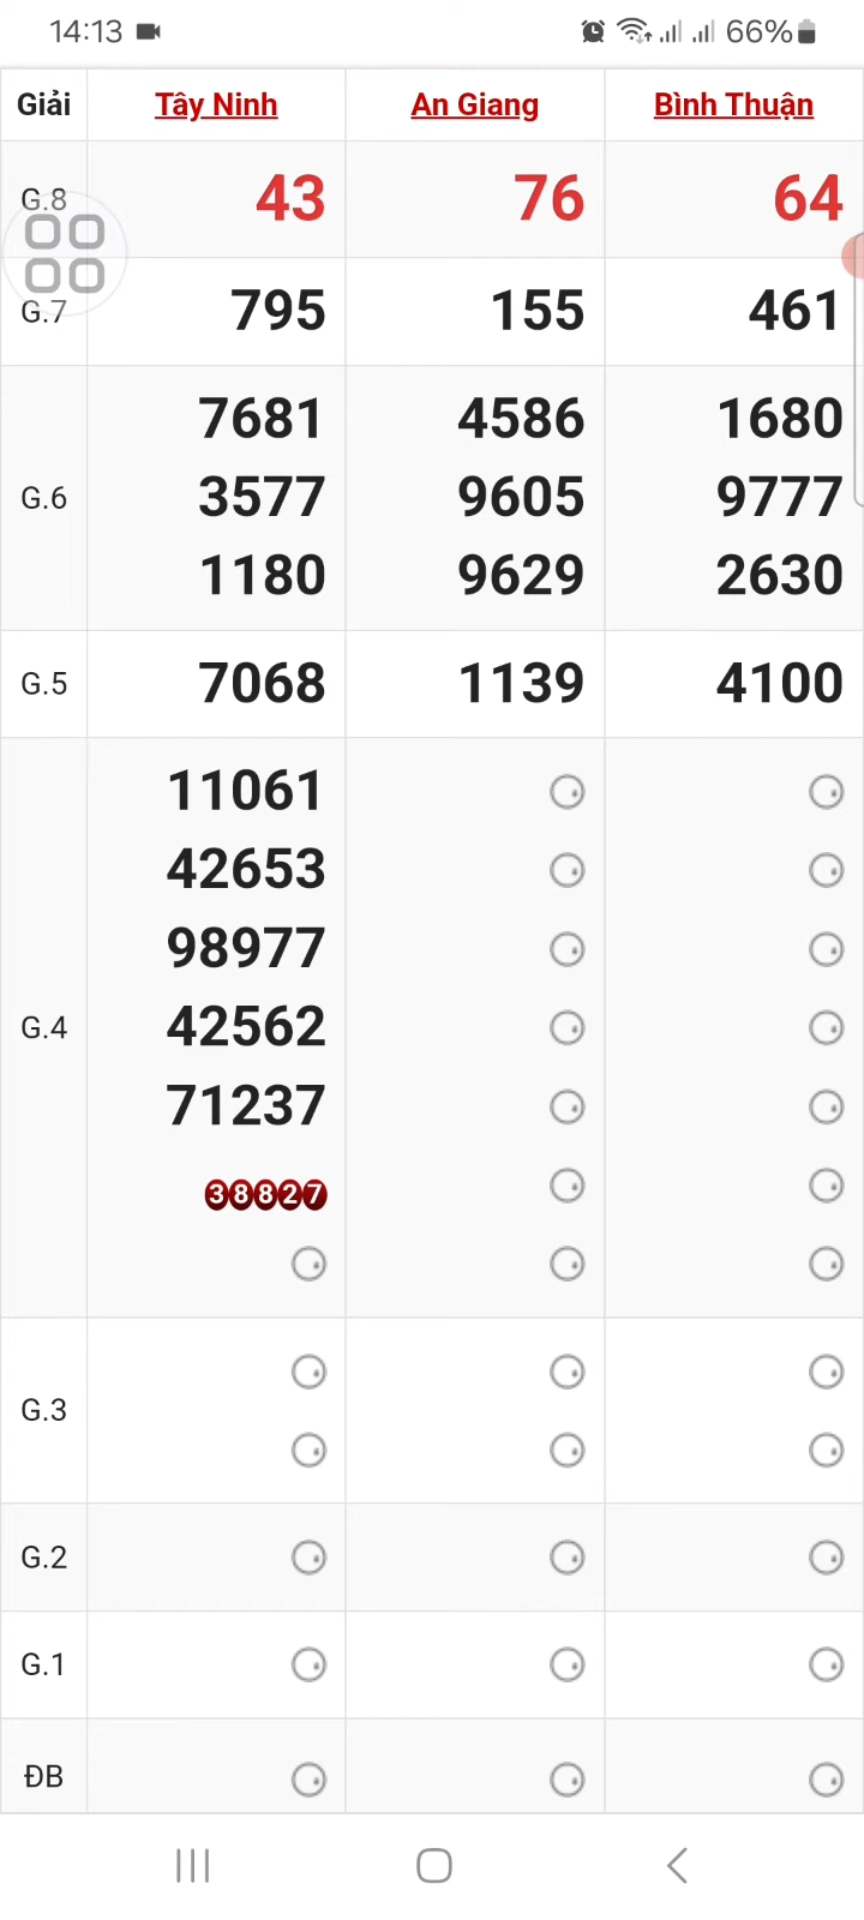 14:13 66%
Giải Tây Ninh An Giang Bình Thuận
G.8 43 76 64
G.7 795 155 461
7681 4586 1680
G.6 3577 9605 9777
1180 9629 2630
G.5 7068 1139 4100
11061
42653
98977
G.4 42562
71237
38827
G.3
G.2
G.1
ĐB